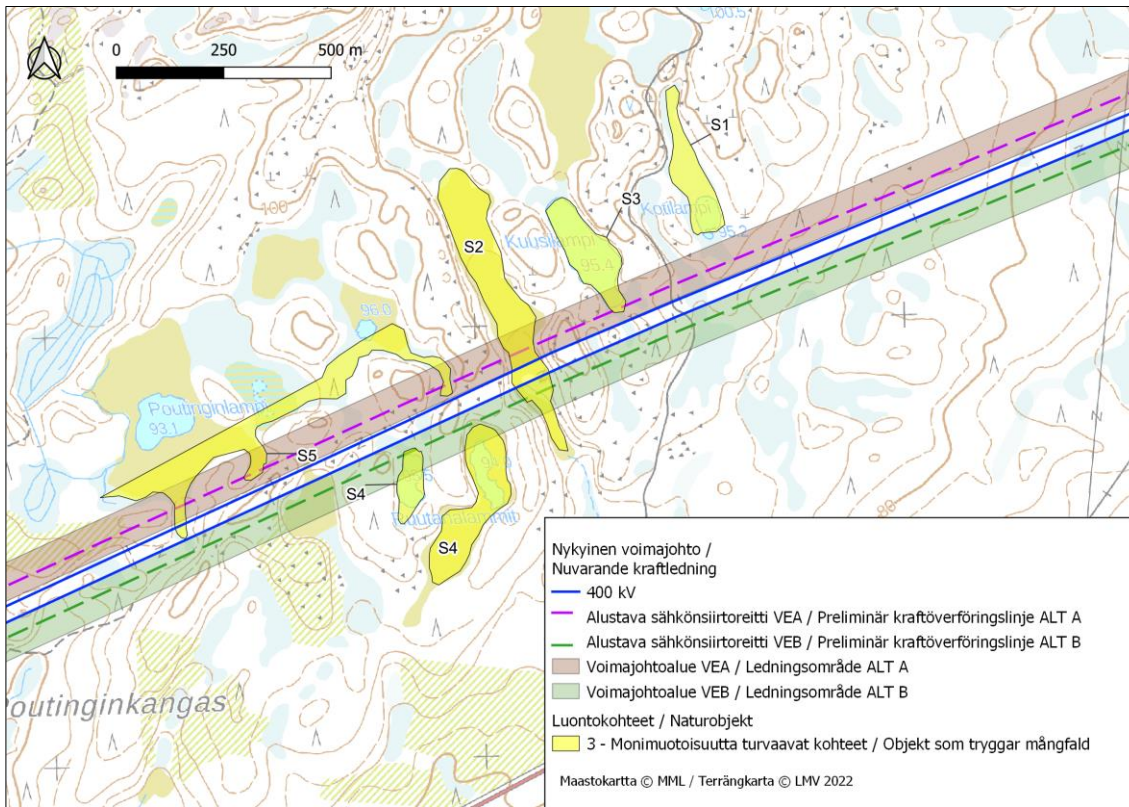 0 250 500 m
100.5
S1
S3
100
S2
Kotilampi
95.2
Kuusilampi
95.4
96.0
Poutinginlampi
93.1
S5
S4
S4
80
Poutinginkangas
Nykyinen voimajohto /
Nuvarande kraftledning
400 kV
Alustava sähkönsiirtoreitti VEA / Preliminär kraftöverföringslinje ALT A
Alustava sähkönsiirtoreitti VEB / Preliminär kraftöverföringslinje ALT B
Voimajohtoalue VEA / Ledningsområde ALT A
Voimajohtoalue VEB / Ledningsområde ALT B
Luontokohteet / Naturobjekt
3 - Monimuotoisuutta turvaavat kohteet / Objekt som tryggar mångfald
Maastokartta © MML / Terrängkarta © LMV 2022